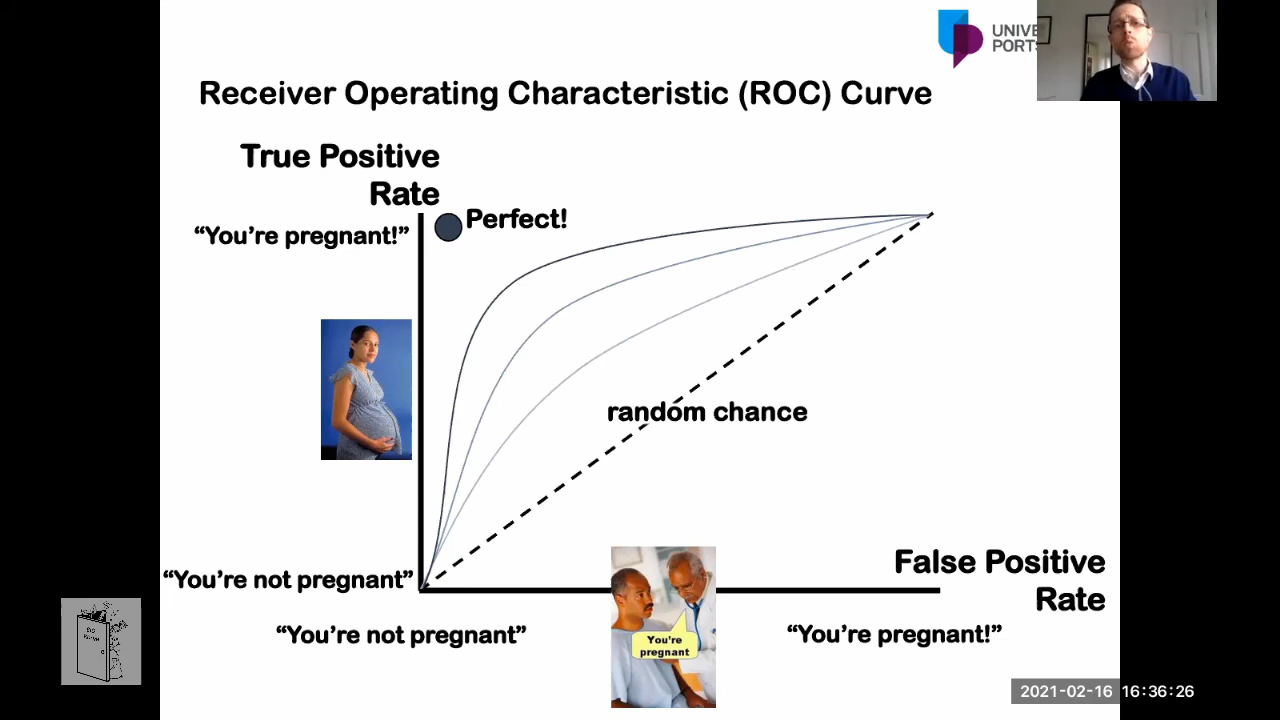 UNIVE
PORTS
Receiver Operating Characteristic (ROC) Curve
True Positive
Rate
Perfect!
“You’re pregnant!”
random chance
False Positive
Rate
“You’re not pregnant”
“You’re not pregnant”
“You’re pregnant!”
You're
pregnant
2021-02-16 16:36:26